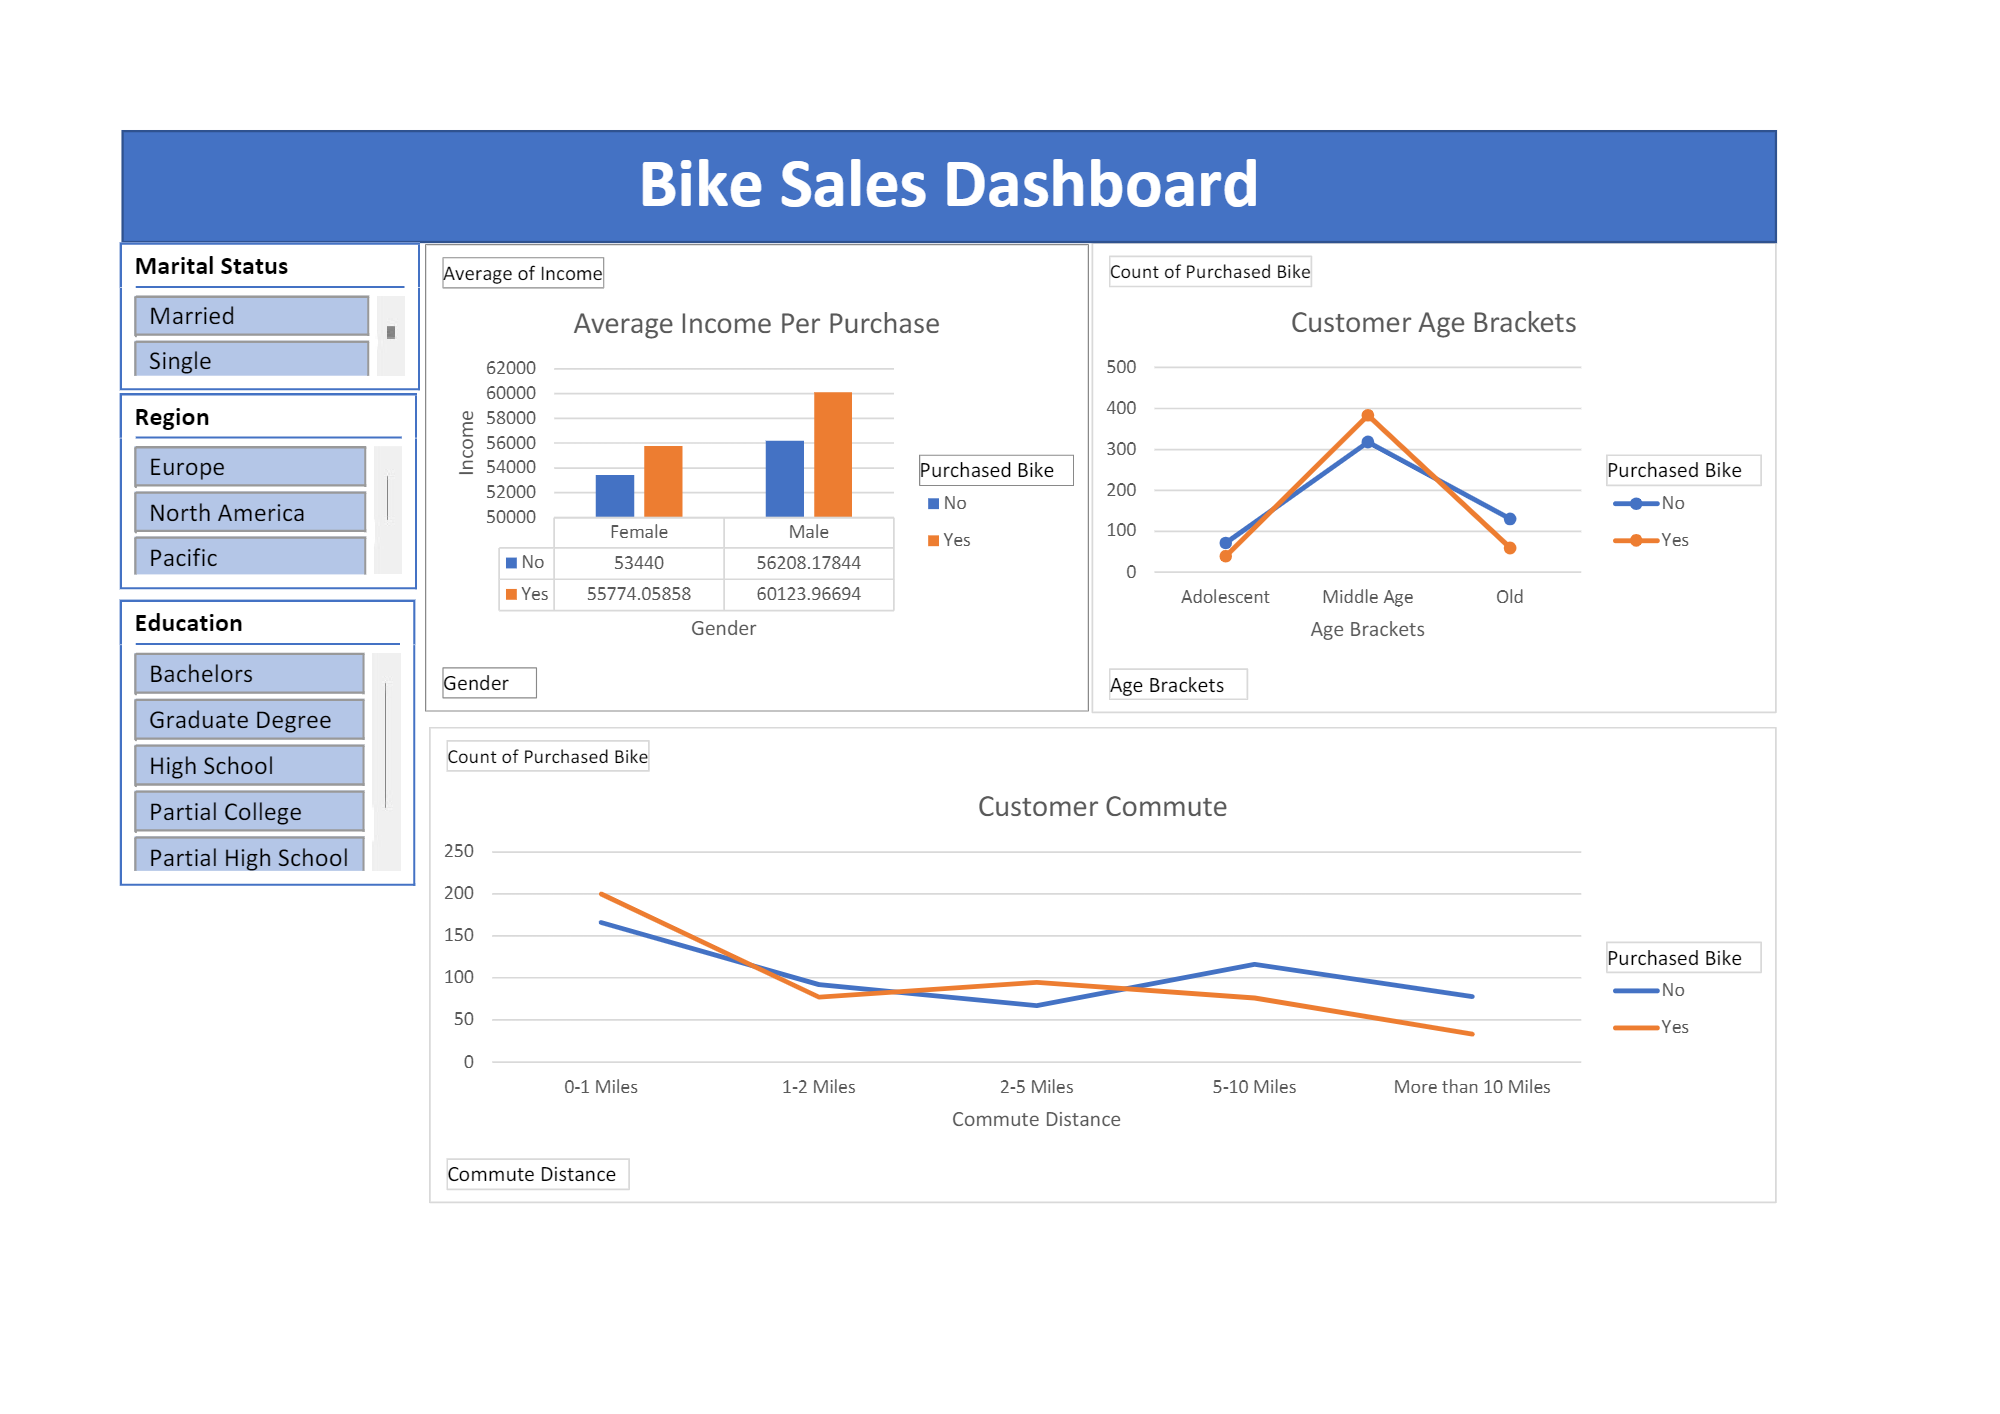 Bike Sales Dashboard
Marital Status
Married
Single
Region
Europe
North America
Pacific
Education
Bachelors
Graduate Degree
High School
Partial College
Partial High School
Average of Income
Average Income Per Purchase
62000
60000
58000
56000
54000
52000
50000
Income
Female Male
No 53440 56208.17844
Yes 55774.05858 60123.96694
Gender
Purchased Bike
No
Yes
Gender
Count of Purchased Bike
Customer Age Brackets
500
400
300
200
100
0
Adolescent Middle Age Old
Age Brackets
Purchased Bike
No
Yes
Age Brackets
Count of Purchased Bike
Customer Commute
250
200
150
100
50
0
0-1 Miles 1-2 Miles 2-5 Miles 5-10 Miles More than 10 Miles
Commute Distance
Purchased Bike
No
Yes
Commute Distance